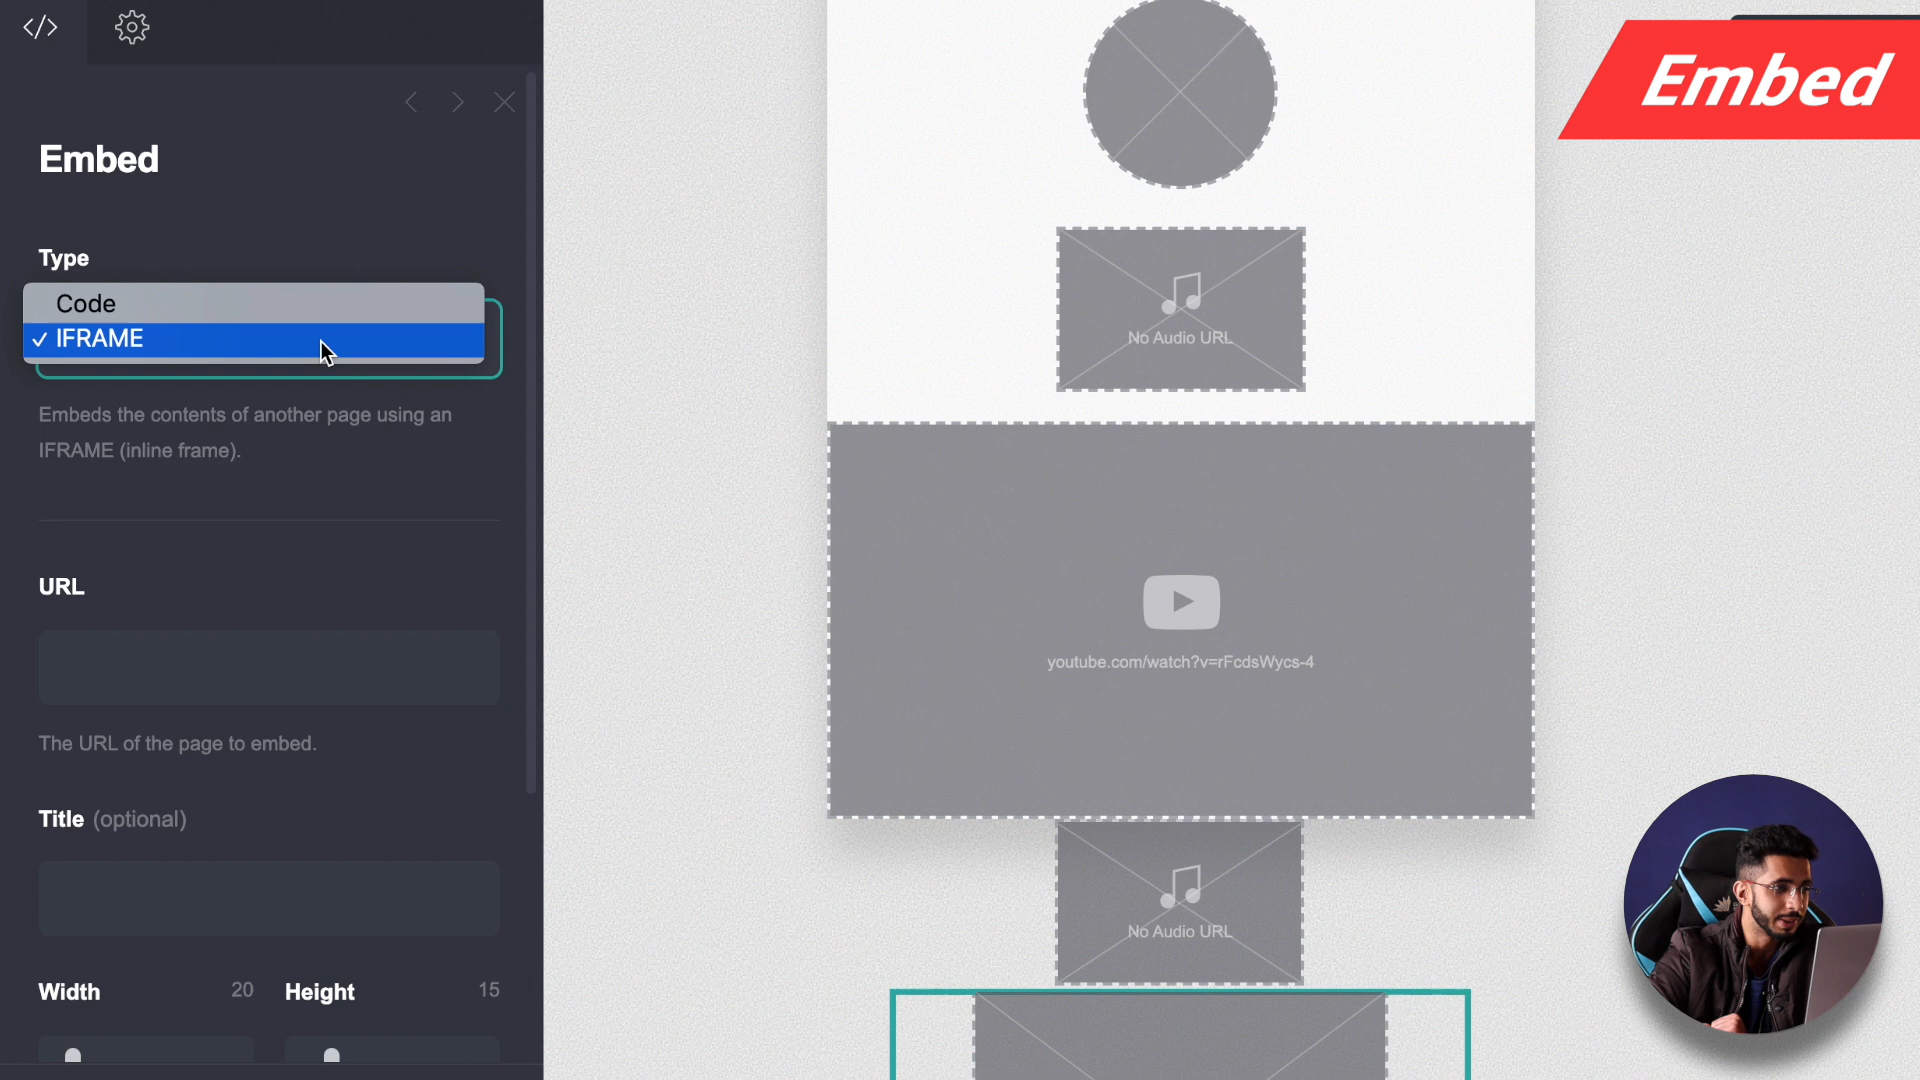 Embed
Embed
Type
Code
✓ IFRAME
Embeds the contents of another page using an
IFRAME (inline frame).
URL
The URL of the page to embed.
Title (optional)
Width 20 Height 15
No Audio URL
youtube.com/watch?v=rFcdsWycs-4
No Audio URL